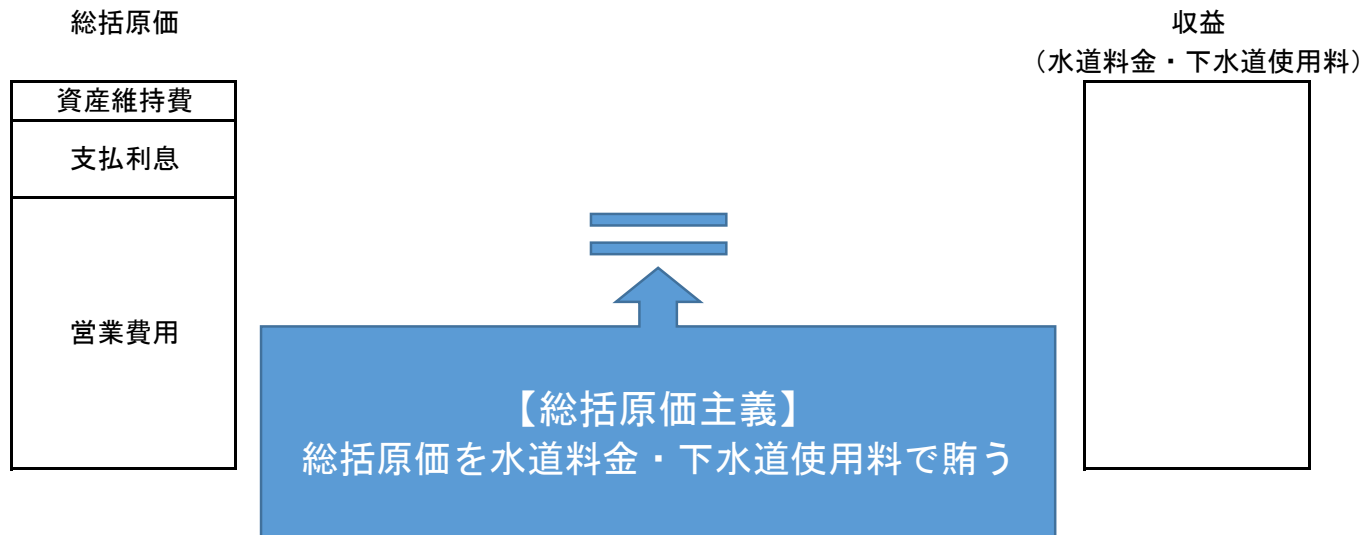 総括原価
収益
（水道料金・下水道使用料）
資産維持費
支払利息
営業費用
【総括原価主義】
総括原価を水道料金・下水道使用料で賄う